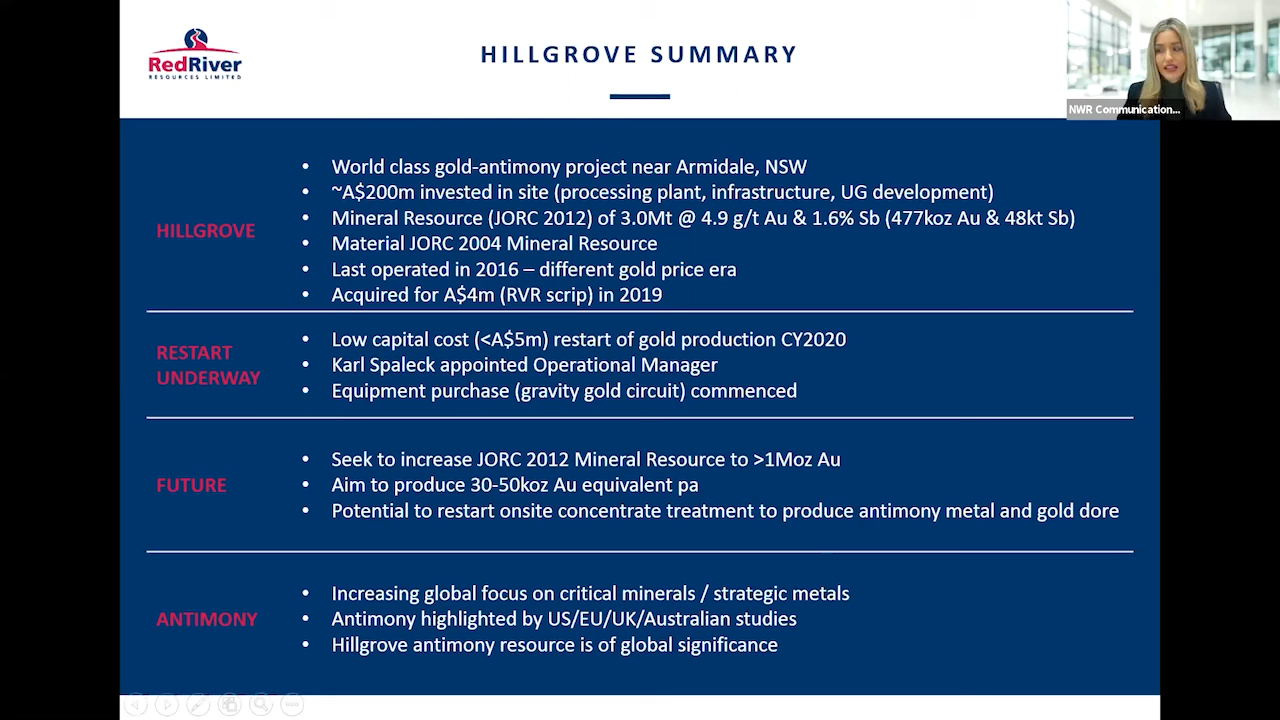 RedRiver
RESOURCES LIMITED
HILLGROVE SUMMARY
NWR Communication...
HILLGROVE
• World class gold-antimony project near Armidale, NSW
• ~A$200m invested in site (processing plant, infrastructure, UG development)
• Mineral Resource (JORC 2012) of 3.0Mt @ 4.9 g/t Au & 1.6% Sb (477koz Au & 48kt Sb)
• Material JORC 2004 Mineral Resource
• Last operated in 2016 – different gold price era
• Acquired for A$4m (RVR scrip) in 2019
RESTART
UNDERWAY
• Low capital cost (<A$5m) restart of gold production CY2020
• Karl Spaleck appointed Operational Manager
• Equipment purchase (gravity gold circuit) commenced
FUTURE
• Seek to increase JORC 2012 Mineral Resource to >1Moz Au
• Aim to produce 30-50koz Au equivalent pa
• Potential to restart onsite concentrate treatment to produce antimony metal and gold dore
ANTIMONY
• Increasing global focus on critical minerals / strategic metals
• Antimony highlighted by US/EU/UK/Australian studies
• Hillgrove antimony resource is of global significance